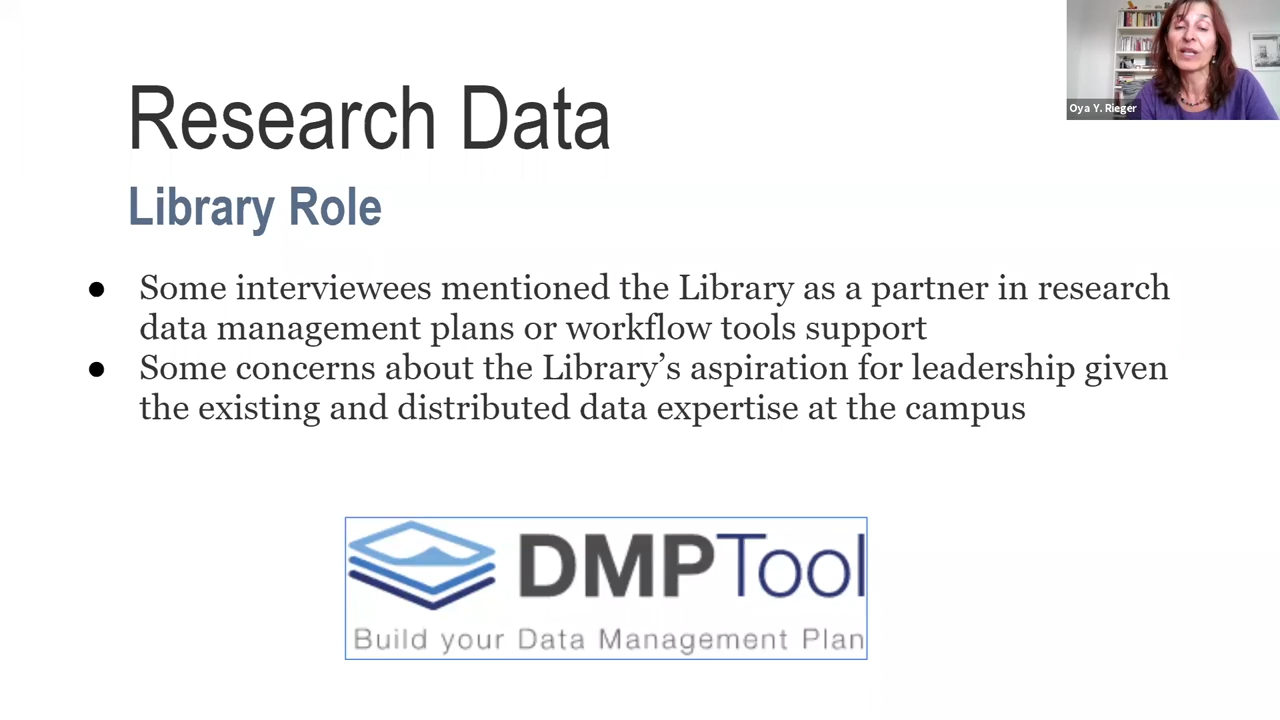 Oya Y. Rieger
Research Data
Library Role
● Some interviewees mentioned the Library as a partner in research
data management plans or workflow tools support
● Some concerns about the Library’s aspiration for leadership given
the existing and distributed data expertise at the campus
DMPTool
Build your Data Management Plan